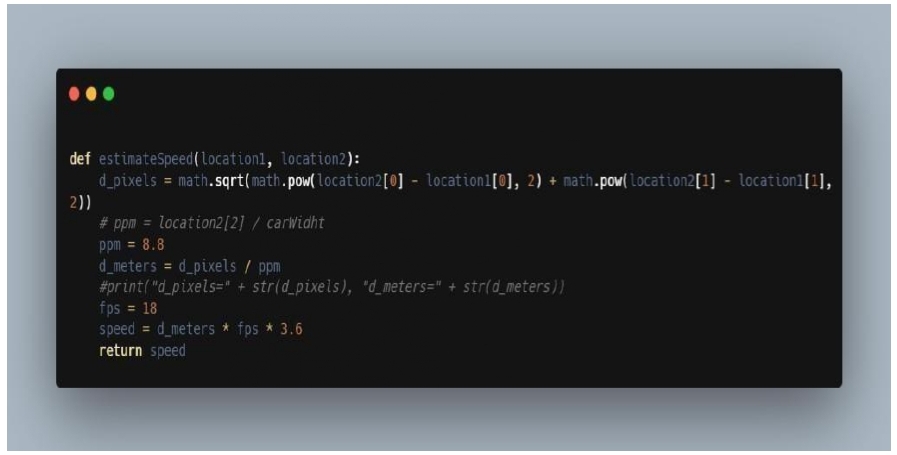 def estimateSpeed(location1, location2):
    d_pixels = math.sqrt(math.pow(location2[0] - location1[0], 2) + math.pow(location2[1] - location1[1],
2))
    # ppm = location2[2] / carWidht
    ppm = 8.8
    d_meters = d_pixels / ppm
    #print("d_pixels=" + str(d_pixels), "d_meters=" + str(d_meters))
    fps = 18
    speed = d_meters * fps * 3.6
    return speed